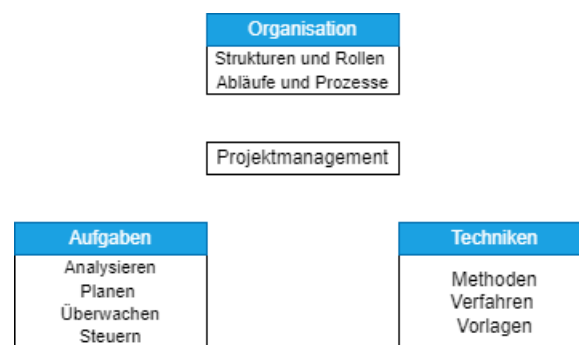 Organisation
Strukturen und Rollen
Abläufe und Prozesse
Projektmanagement
Aufgaben
Analysieren
Planen
Überwachen
Steuern
Techniken
Methoden
Verfahren
Vorlagen